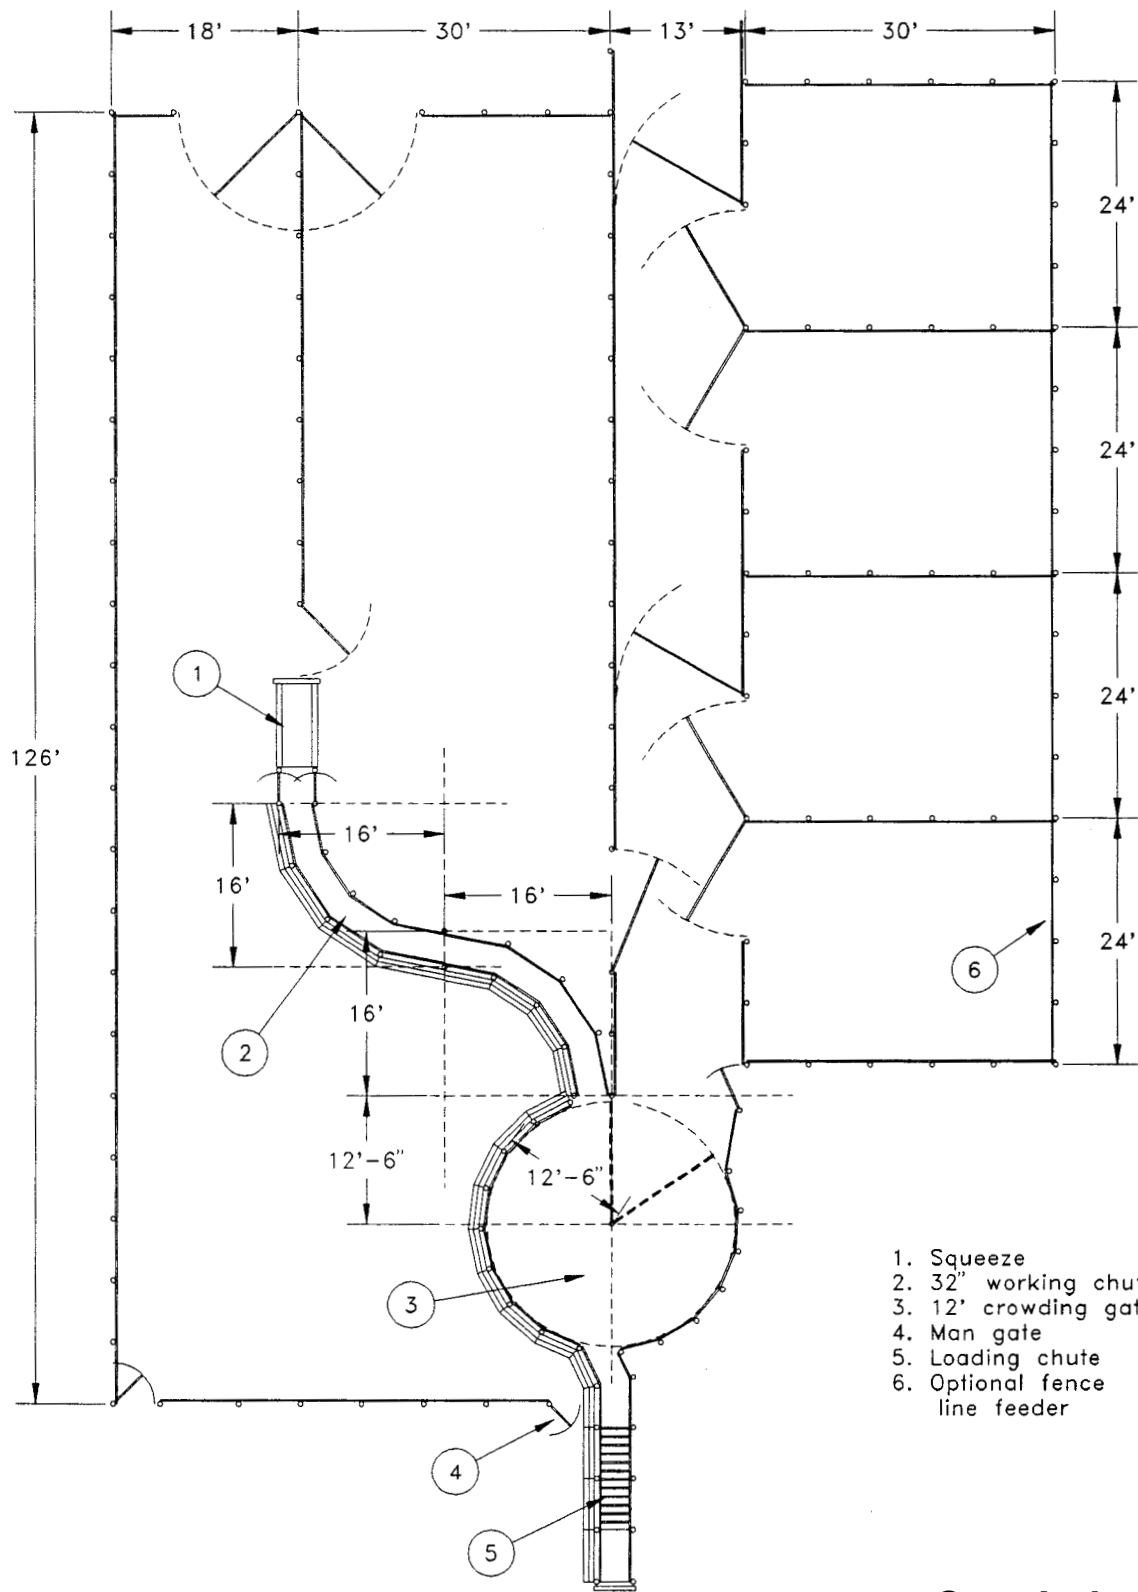 18' 30' 13' 30'
24'
24'
1
24'
126'
16'
16'
16'
24'
6
16'
2
12'-6"
12'-6"
1. Squeeze
2. 32" working
3. 12' crowding
4. Man gate
5. Loading chute
6. Optional fence
line feeder
3
4
5